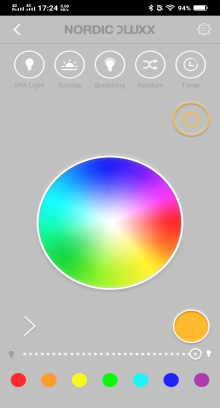 17:24
94%
NORDIC DLUXX
SPA Light Sunrise Breathing Random Timer